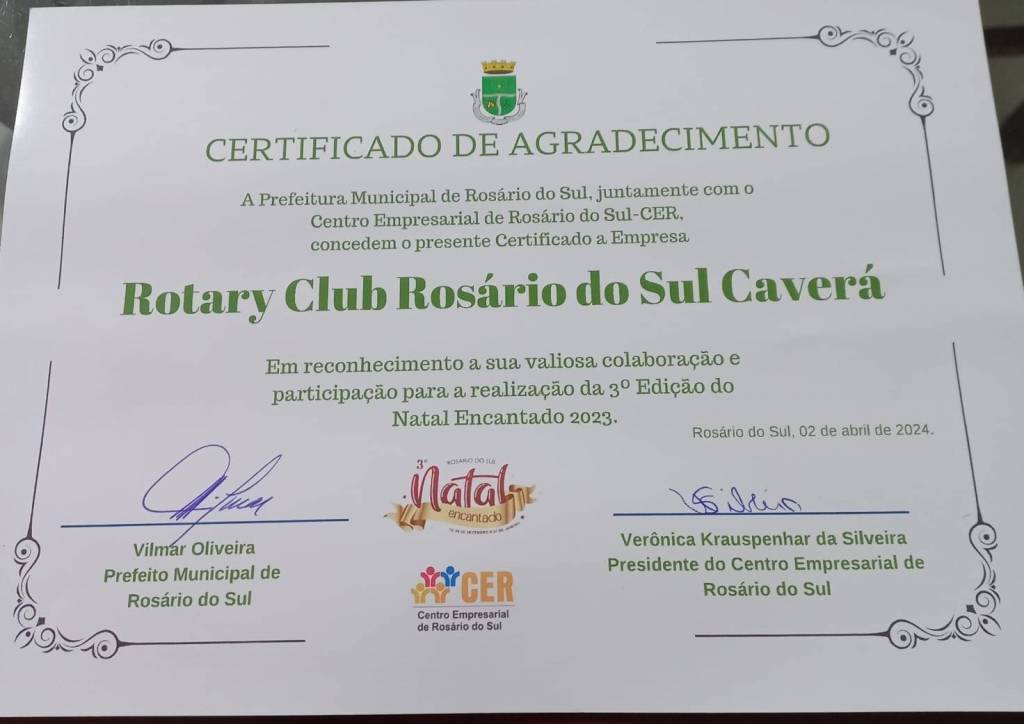 CERTIFICADO DE AGRADECIMENTO
A Prefeitura Municipal de Rosário do Sul, juntamente com o
Centro Empresarial de Rosário do Sul-CER,
concedem o presente Certificado a Empresa
Rotary Club Rosário do Sul Caverá
Em reconhecimento a sua valiosa colaboração e
participação para a realização da 3º Edição do
Natal Encantado 2023.
Rosário do Sul, 02 de abril de 2024.
3º ROSÁRIO DO SUL
Natal
encantado
Vilmar Oliveira
Prefeito Municipal de
Rosário do Sul
Verônica Krauspenhar da Silveira
Presidente do Centro Empresarial de
Rosário do Sul
CER
Centro Empresarial
de Rosário do Sul